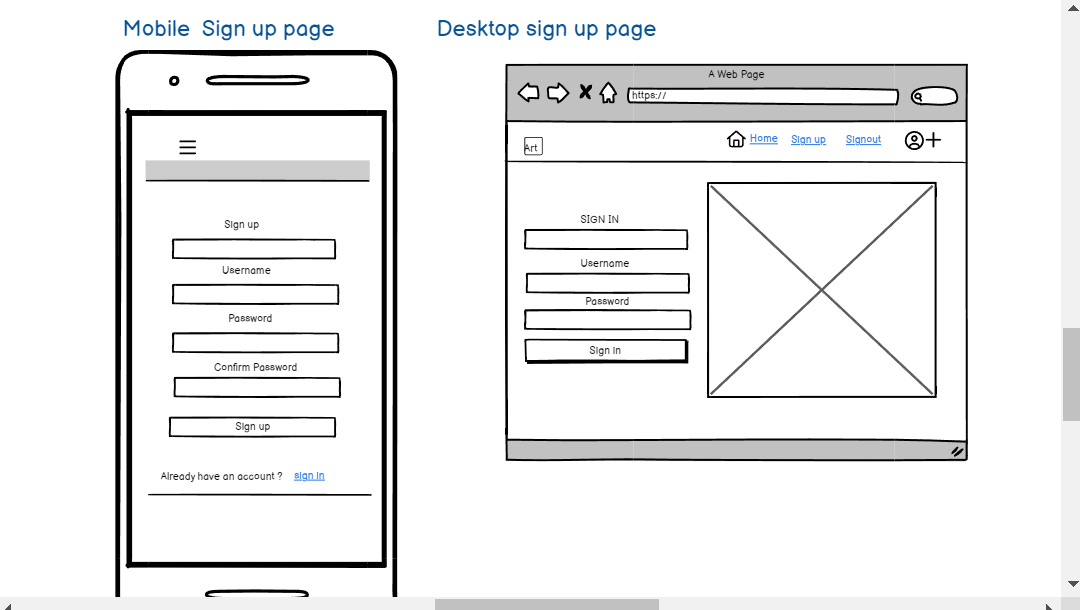 Mobile  Sign up page
Sign up
Username
Password
Confirm Password
Sign up
Already have an account ? sign in
Desktop sign up page
A Web Page
https://
Art
Home Sign up Signout
SIGN IN
Username
Password
Sign in